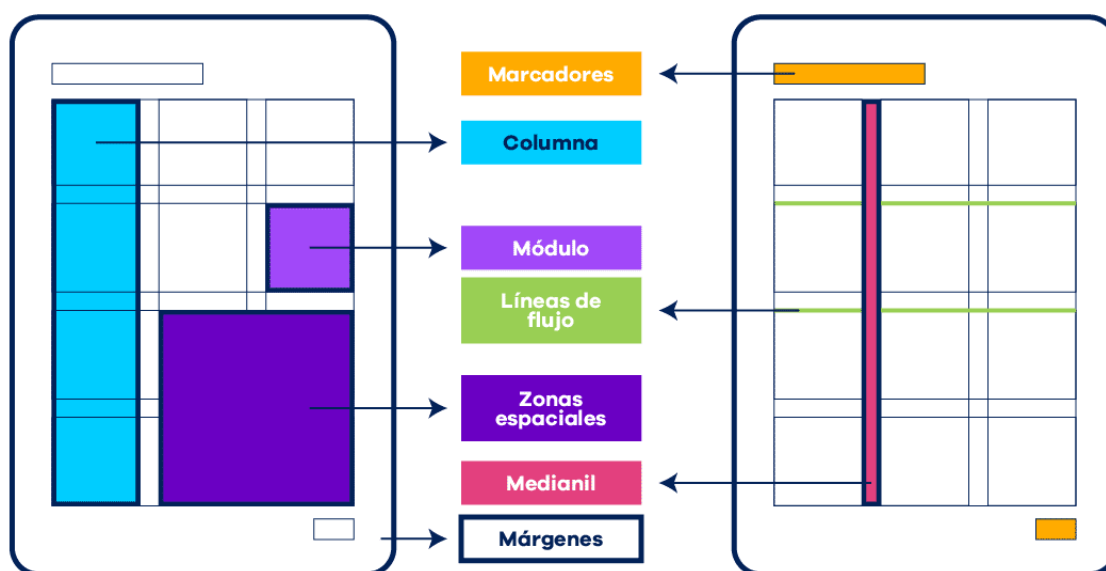 Marcadores
Columna
Módulo
Líneas de
flujo
Zonas
espaciales
Medianil
Márgenes